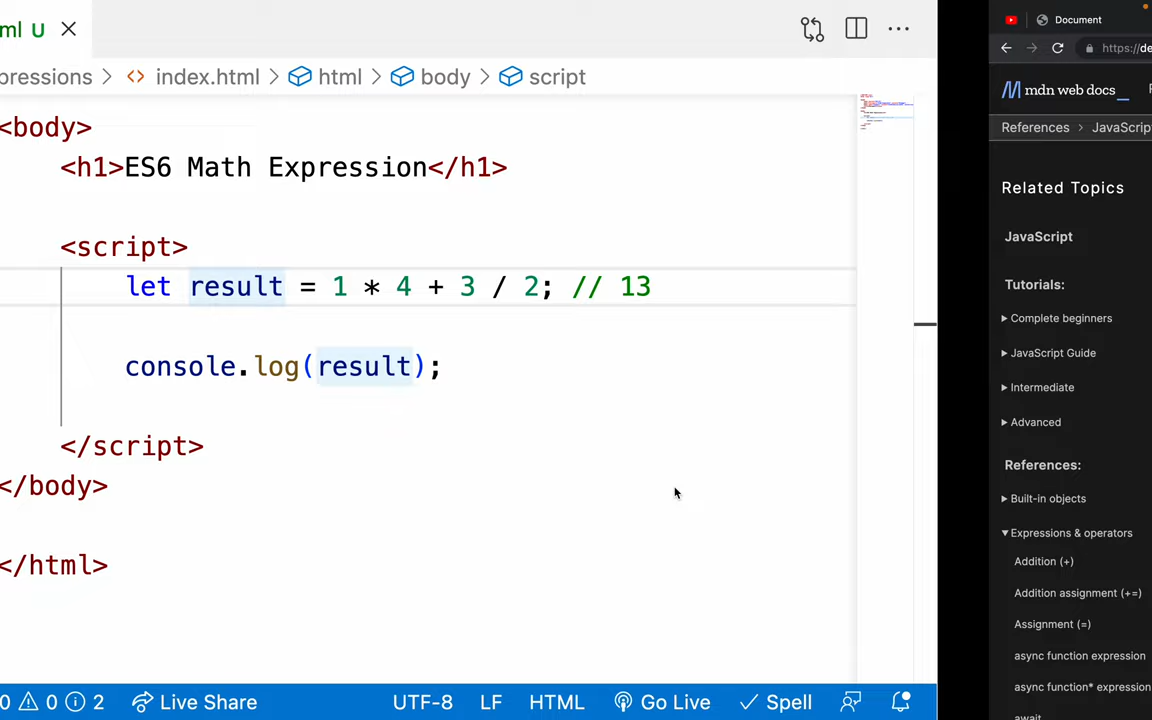 ml U
pressions > index.html > html > body > script
<body>
<h1>ES6 Math Expression</h1>
<script>
let result = 1 * 4 + 3 / 2; // 13
console.log(result);
</script>
</body>
</html>
0 0 2 Live Share UTF-8 LF HTML Go Live Spell
Document
https://de
mdn web docs_
References > JavaScrip
Related Topics
JavaScript
Tutorials:
Complete beginners
JavaScript Guide
Intermediate
Advanced
References:
Built-in objects
Expressions & operators
Addition (+)
Addition assignment (+=)
Assignment (=)
async function expression
async function* expression
await